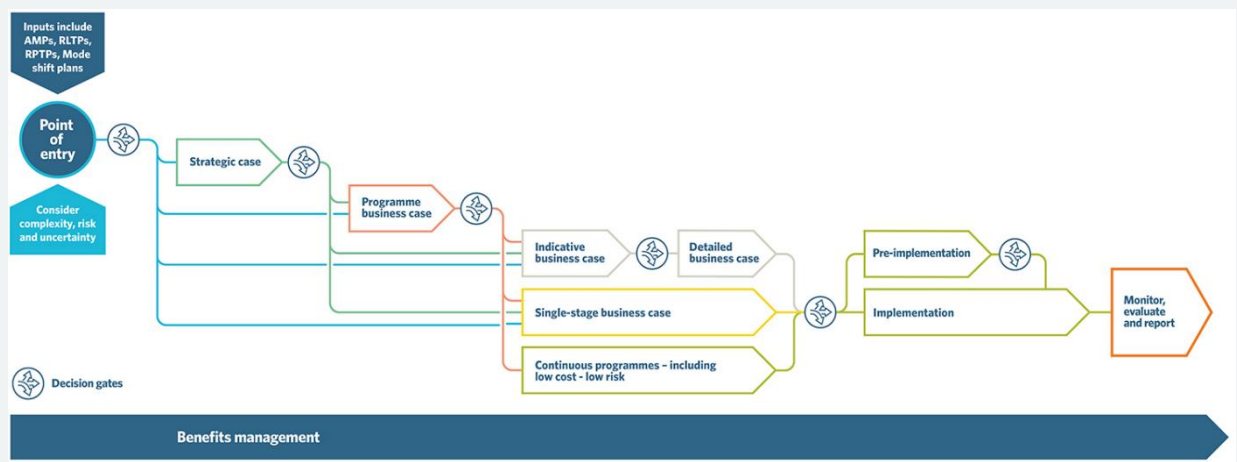 Inputs include
AMPs, RLTPs,
RPTPs, Mode
shift plans
Point
of
entry
Consider
complexity, risk
and uncertainty
Strategic case
Programme
business case
Indicative
business case
Detailed
business case
Single-stage business case
Continuous programmes – including
low cost - low risk
Pre-implementation
Implementation
Monitor,
evaluate
and report
Decision gates
Benefits management